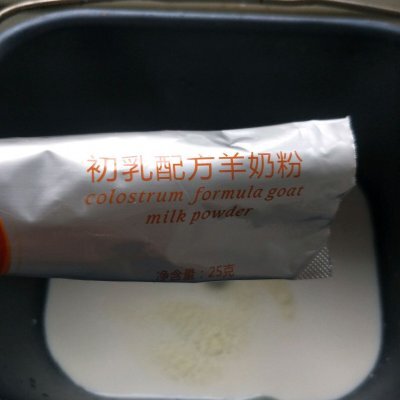 初乳配方羊奶粉
colostrum formula goat
milk powder
净含量：25克